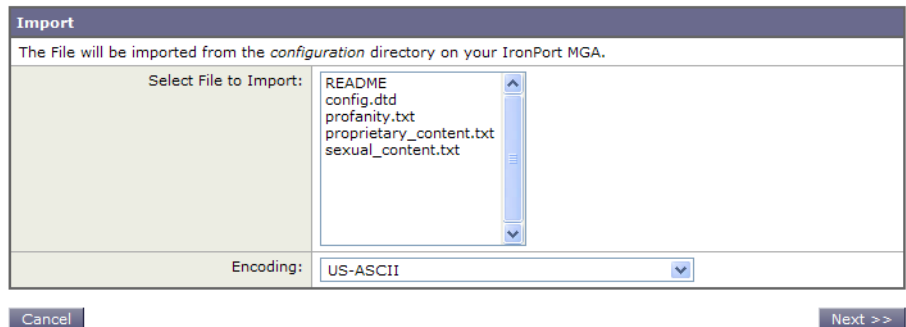 Import
The File will be imported from the configuration directory on your IronPort MGA.
Select File to Import:
README
config.dtd
profanity.txt
proprietary_content.txt
sexual_content.txt
Encoding:
US-ASCII
Cancel
Next >>